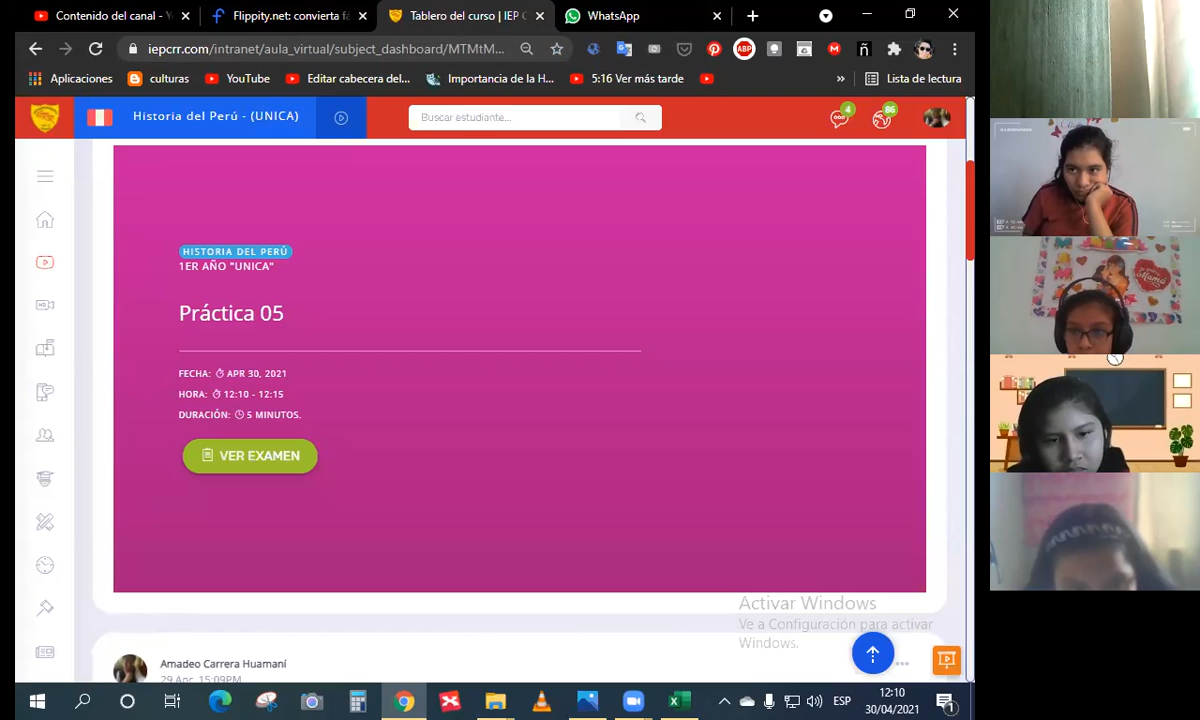 Contenido del canal - Y
Flippity.net: convierta fá
Tablero del curso | IEP C
WhatsApp
iepcrr.com/intranet/aula_virtual/subject_dashboard/MTMtM...
Aplicaciones
culturas
YouTube
Editar cabecera del...
Importancia de la H...
5:16 Ver más tarde
»
Lista de lectura
Historia del Perú - (UNICA)
Buscar estudiante...
4
86
HISTORIA DEL PERÚ
1ER AÑO "UNICA"
Práctica 05
FECHA: APR 30, 2021
HORA: 12:10 - 12:15
DURACIÓN: 5 MINUTOS.
VER EXAMEN
Activar Windows
Ve a Configuración para activar
Windows.
Amadeo Carrera Huamaní
29 Apr, 15:09PM
ESP
12:10
30/04/2021
1